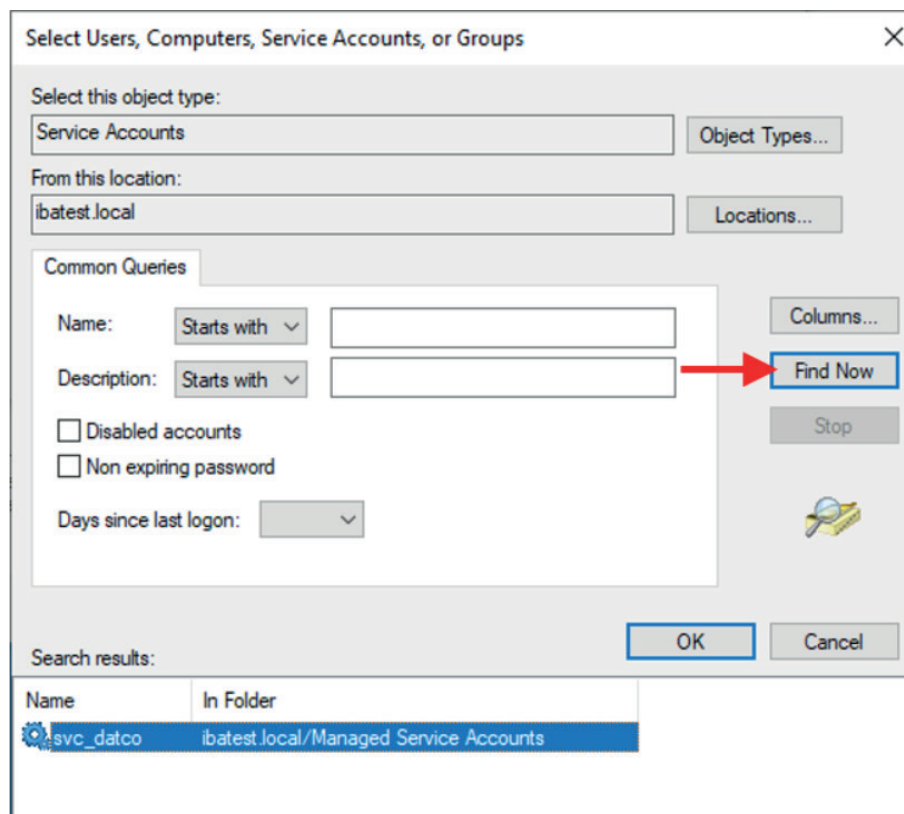 Select Users, Computers, Service Accounts, or Groups
Select this object type:
Service Accounts
Object Types...
From this location:
ibatest.local
Locations...
Common Queries
Name:
Starts with
Columns...
Description:
Starts with
Find Now
Disabled accounts
Stop
Non expiring password
Days since last logon:
OK
Cancel
Search results:
Name In Folder
svc_datco ibatest.local/Managed Service Accounts